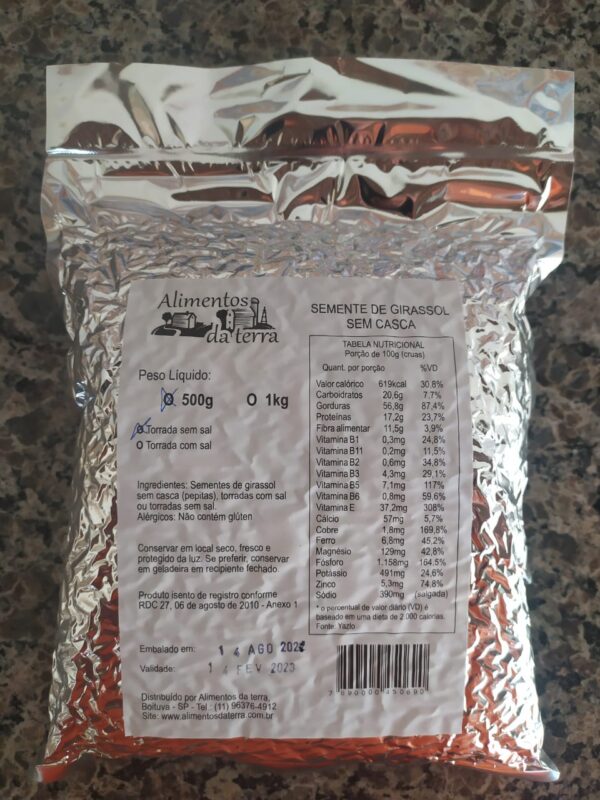 Alimentos
da terra
SEMENTE DE GIRASSOL
SEM CASCA
Peso Líquido:
O 500g O 1kg
O Torrada sem sal
O Torrada com sal
Ingredientes: Sementes de girassol
sem casca (pepitas), torradas com sal
ou torradas sem sal.
Alérgicos: Não contém glúten
Conservar em local seco, fresco e
protegido da luz. Se preferir, conservar
em geladeira em recipiente fechado.
Produto isento de registro conforme
RDC 27, 06 de agosto de 2010 - Anexo 1
Embalado em: 14 AGO 2022
Validade: 14 FEV 2023
Distribuído por Alimentos da terra,
Boituva - SP - Tel : (11) 96376-4912
Site: www.alimentosdaterra.com.br
TABELA NUTRICIONAL
Porção de 100g (cruas)
Quant. por porção %VD
Valor calórico 619kcal 30.8%
Carboidratos 20,6g 7,7%
Gorduras 56,8g 87,4%
Proteínas 17,2g 23,7%
Fibra alimentar 11,5g 3,9%
Vitamina B1 0,3mg 24,8%
Vitamina B11 0.2mg 11,5%
Vitamina B2 0,6mg 34,8%
Vitamina B3 4,3mg 29,1%
Vitamina B5 7,1mg 117%
Vitamina B6 0,8mg 59,6%
Vitamina E 37,2mg 308%
Cálcio 57mg 5,7%
Cobre 1,8mg 169,8%
Ferro 6,8mg 45,2%
Magnésio 129mg 42,8%
Fósforo 1.158mg 164,5%
Potássio 491mg 24,6%
Zinco 5,3mg 74,8%
Sódio 390mg (salgada)
* o percentual de valor diário (VD) é
baseado em uma dieta de 2.000 calorias.
Fonte: Yazio
7 890000 450690